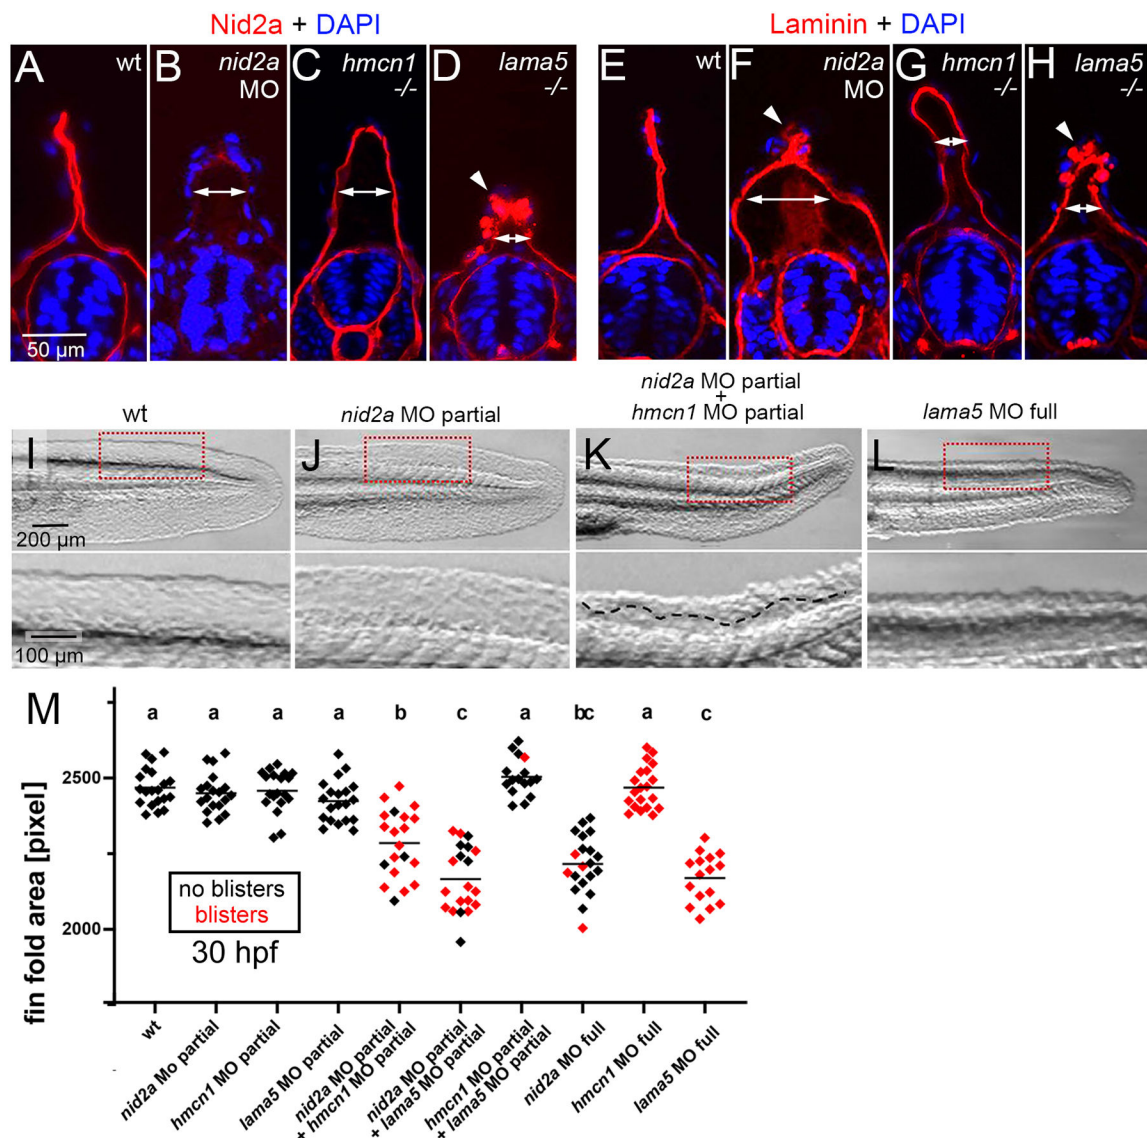 Nid2a + DAPI
Laminin + DAPI
A wt
B nid2a
MO
C hmcn1
-/-
D lama5
-/-
E wt
F nid2a
MO
G hmcn1
-/-
H lama5
-/-
50 µm
wt
nid2a MO partial
nid2a MO partial
+
hmcn1 MO partial
lama5 MO full
I
J
K
L
200 µm
100 µm
M
a a a a b c a bc a c
fin fold area [pixel]
2500
2000
no blisters
blisters
30 hpf
wt
nid2a Mo partial
hmcn1 MO partial
lama5 MO partial
nid2a MO partial
+ hmcn1 MO partial
nid2a MO partial
+ lama5 MO partial
hmcn1 MO partial
+ lama5 MO partial
nid2a MO full
hmcn1 MO full
lama5 MO full